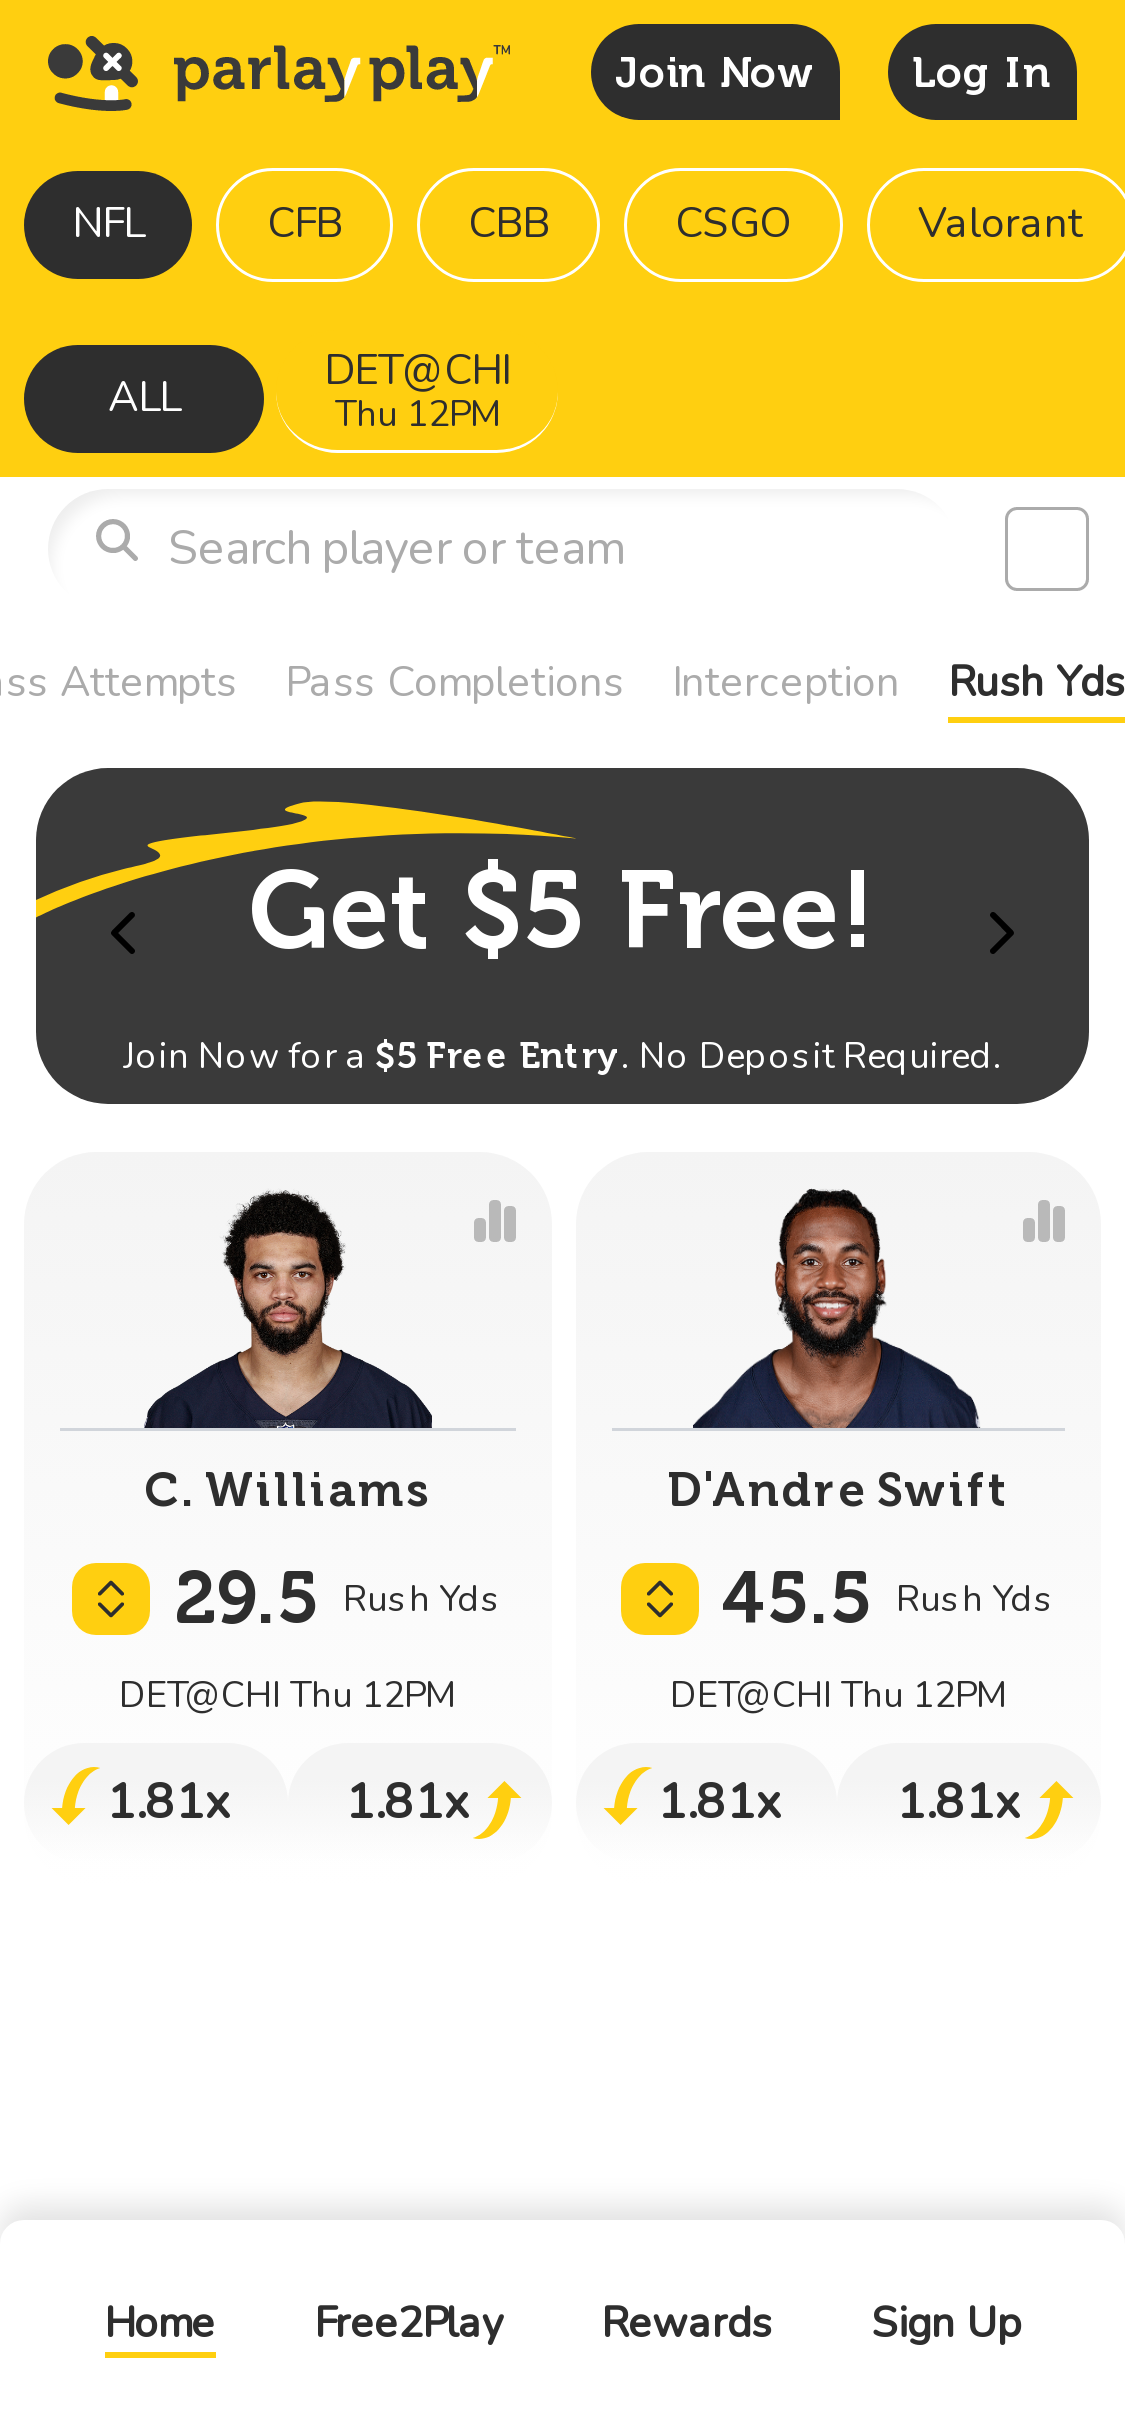 parlayplay™
Join Now
Log In
NFL
CFB
CBB
CSGO
Valorant
ALL
DET@CHI
Thu 12PM
Search player or team
ss Attempts
Pass Completions
Interception
Rush Yds
Get $5 Free!
Join Now for a $5 Free Entry. No Deposit Required.
C. Williams
29.5 Rush Yds
DET@CHI Thu 12PM
1.81x
1.81x
D'Andre Swift
45.5 Rush Yds
DET@CHI Thu 12PM
1.81x
1.81x
Home
Free2Play
Rewards
Sign Up